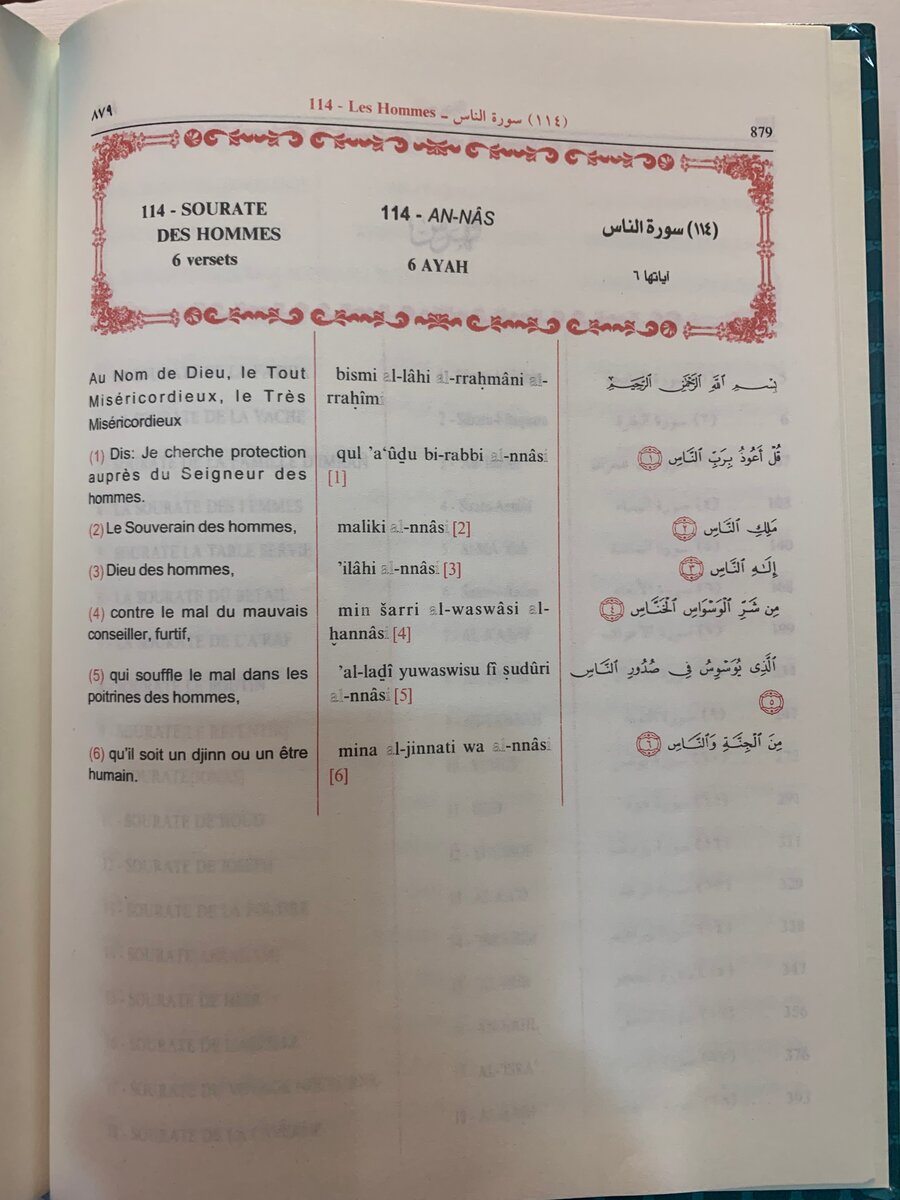 ٨٧٩
114 - Les Hommes ـ سورة الناس (١١٤)
879
114 - SOURATE
DES HOMMES
6 versets
114 - AN-NÂS
6 AYAH
(١١٤) سورة الناس
اياتها ٦
Au Nom de Dieu, le Tout
Miséricordieux, le Très
Miséricordieux
(1) Dis: Je cherche protection
auprès du Seigneur des
hommes.
(2) Le Souverain des hommes,
(3) Dieu des hommes,
(4) contre le mal du mauvais
conseiller, furtif,
(5) qui souffle le mal dans les
poitrines des hommes,
(6) qu'il soit un djinn ou un être
humain.
bismi al-lâhi al-rraḥmâni al-
rraḥîmi
qul ’a‘ûḏu bi-rabbi al-nnâsi
[1]
maliki al-nnâsi [2]
’ilâhi al-nnâsi [3]
min šarri al-waswâsi al-
ḫannâsi [4]
’al-laḏî yuwaswisu fî ṣudûri
al-nnâsi [5]
mina al-jinnati wa al-nnâsi
[6]
بِسْمِ اللَّهِ الرَّحْمَٰنِ الرَّحِيمِ
قُلْ أَعُوذُ بِرَبِّ ٱلنَّاسِ ١
مَلِكِ ٱلنَّاسِ ٢
إِلَٰهِ ٱلنَّاسِ ٣
مِن شَرِّ ٱلْوَسْوَاسِ ٱلْخَنَّاسِ ٤
ٱلَّذِى يُوَسْوِسُ فِى صُدُورِ ٱلنَّاسِ
٥
مِنَ ٱلْجِنَّةِ وَٱلنَّاسِ ٦